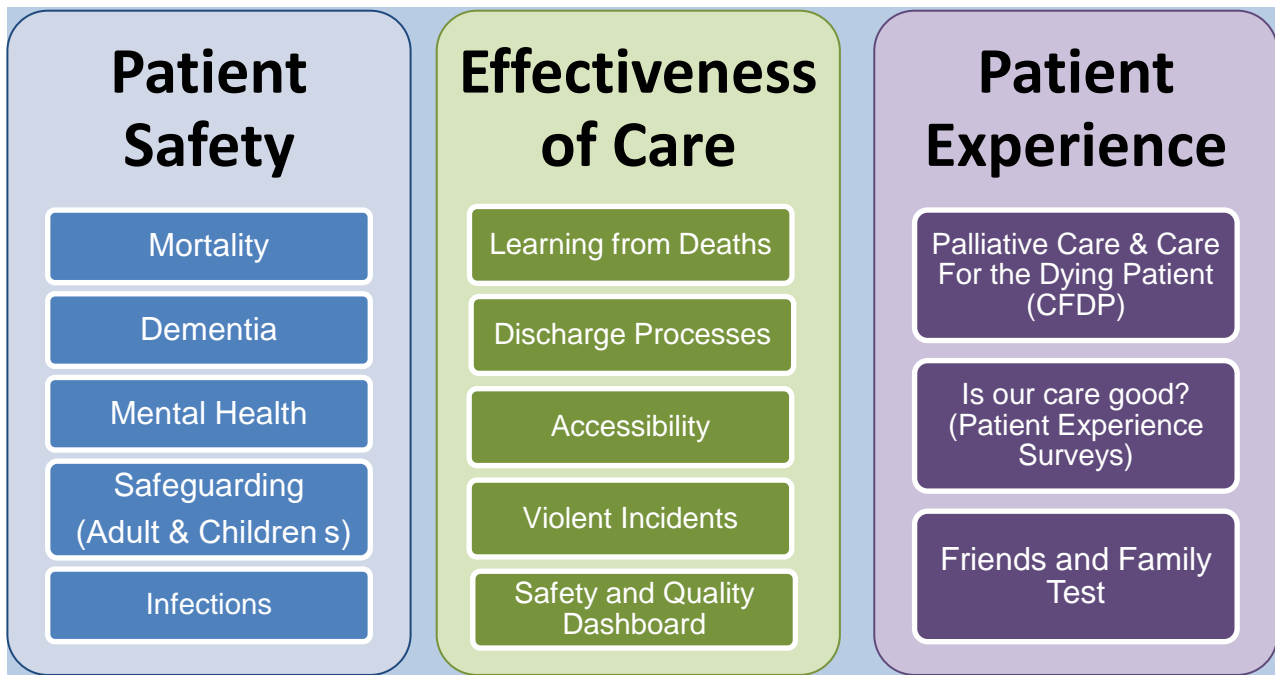 Patient
Safety
Mortality
Dementia
Mental Health
Safeguarding
(Adult & Children s)
Infections
Effectiveness
of Care
Learning from Deaths
Discharge Processes
Accessibility
Violent Incidents
Safety and Quality
Dashboard
Patient
Experience
Palliative Care & Care
For the Dying Patient
(CFDP)
Is our care good?
(Patient Experience
Surveys)
Friends and Family
Test